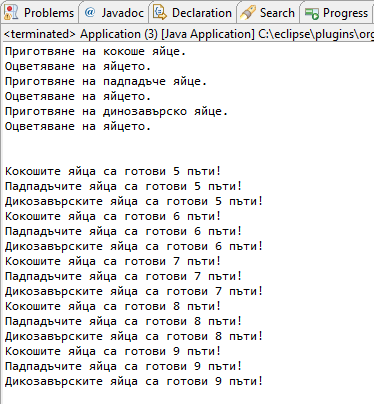 Problems @ Javadoc Declaration Search Progress
<terminated> Application (3) [Java Application] C:\eclipse\plugins\org
Приготвяне на кокоше яйце.
Оцветяване на яйцето.
Приготвяне на падпадъче яйце.
Оцветяване на яйцето.
Приготвяне на динозавърско яйце.
Оцветяване на яйцето.
Кокошите яйца са готови 5 пъти!
Падпадъчите яйца са готови 5 пъти!
Дикозавърските яйца са готови 5 пъти!
Кокошите яйца са готови 6 пъти!
Падпадъчите яйца са готови 6 пъти!
Дикозавърските яйца са готови 6 пъти!
Кокошите яйца са готови 7 пъти!
Падпадъчите яйца са готови 7 пъти!
Дикозавърските яйца са готови 7 пъти!
Кокошите яйца са готови 8 пъти!
Падпадъчите яйца са готови 8 пъти!
Дикозавърските яйца са готови 8 пъти!
Кокошите яйца са готови 9 пъти!
Падпадъчите яйца са готови 9 пъти!
Дикозавърските яйца са готови 9 пъти!